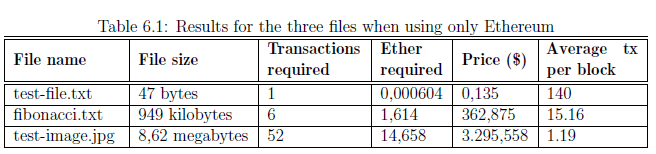 Table 6.1: Results for the three files when using only Ethereum
File name File size Transactions required Ether required Price ($) Average tx per block
test-file.txt 47 bytes 1 0,000604 0,135 140
fibonacci.txt 949 kilobytes 6 1,614 362,875 15.16
test-image.jpg 8,62 megabytes 52 14,658 3.295,558 1.19